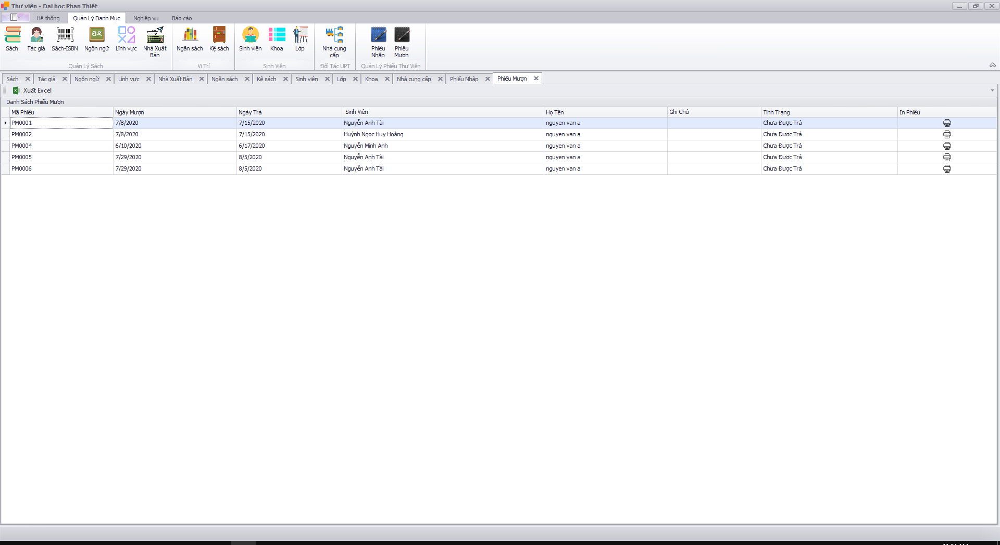 Thư viện - Đại học Phan Thiết
Hệ thống Quản Lý Danh Mục Nghiệp vụ Báo cáo
Sách Tác giả Sách-ISBN Ngôn ngữ Lĩnh vực Nhà Xuất Bản Ngăn sách Kệ sách Sinh viên Khoa Lớp Nhà cung cấp Phiếu Nhập Phiếu Mượn
Quản Lý Sách Vị Trí Sinh Viên Đối Tác UPT Quản Lý Phiếu Thư Viện
Sách Tác giả Ngôn ngữ Lĩnh vực Nhà Xuất Bản Ngăn sách Kệ sách Sinh viên Lớp Khoa Nhà cung cấp Phiếu Nhập Phiếu Mượn
Xuất Excel
Danh Sách Phiếu Mượn
Mã Phiếu Ngày Mượn Ngày Trả Sinh Viên Họ Tên Ghi Chú Tình Trạng In Phiếu
PM0001 7/8/2020 7/15/2020 Nguyễn Anh Tài nguyen van a Chưa Được Trả
PM0002 7/8/2020 7/15/2020 Huỳnh Ngọc Huy Hoàng nguyen van a Chưa Được Trả
PM0004 6/10/2020 6/17/2020 Nguyễn Minh Anh nguyen van a Chưa Được Trả
PM0005 7/29/2020 8/5/2020 Nguyễn Anh Tài nguyen van a Chưa Được Trả
PM0006 7/29/2020 8/5/2020 Nguyễn Anh Tài nguyen van a Chưa Được Trả